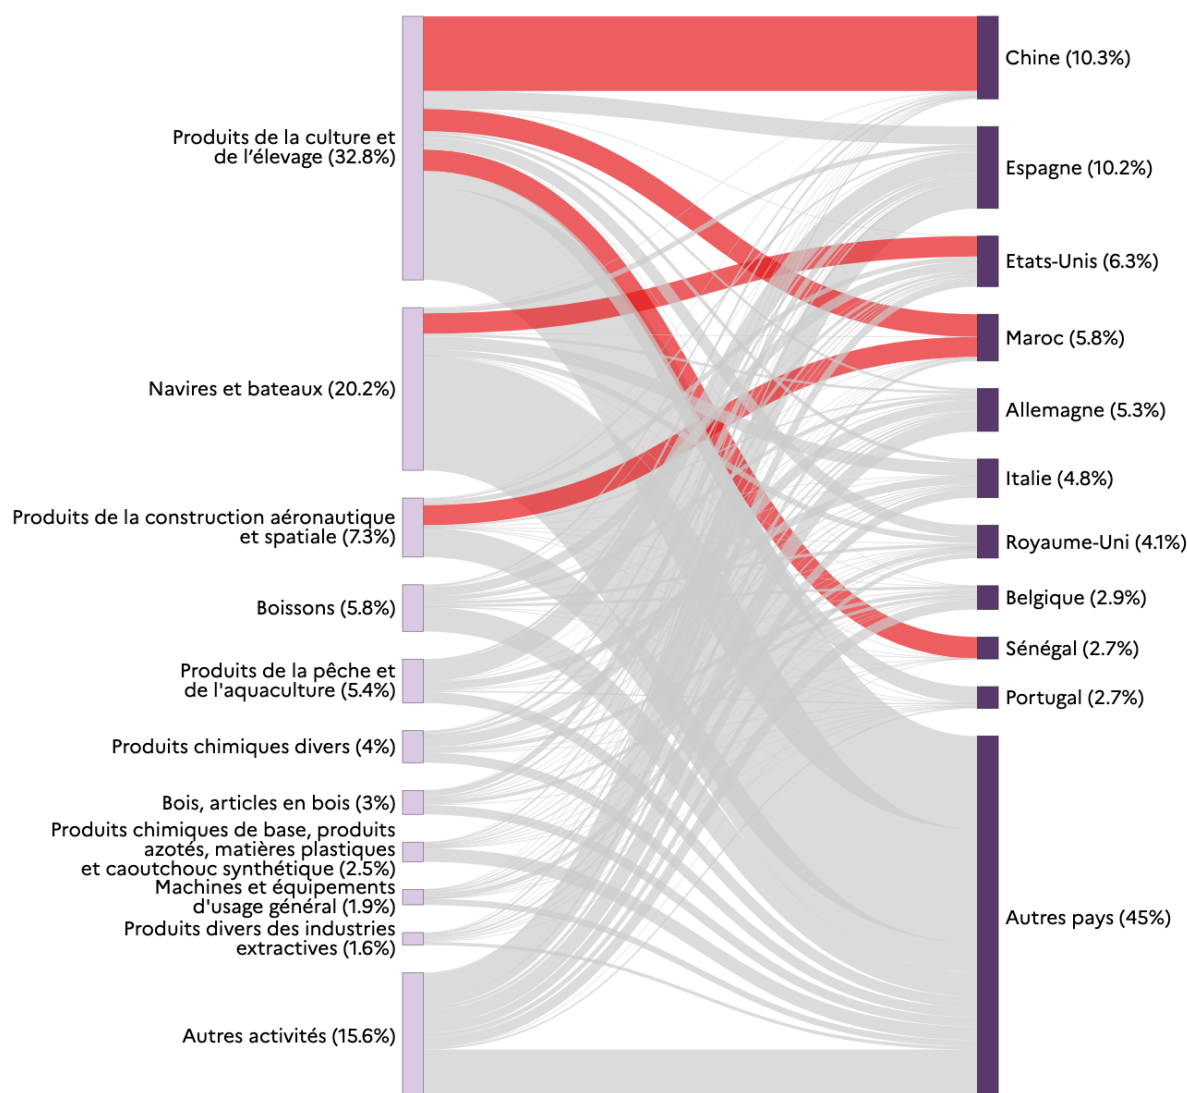 Produits de la culture et
de l’élevage (32.8%)
Navires et bateaux (20.2%)
Produits de la construction aéronautique
et spatiale (7.3%)
Boissons (5.8%)
Produits de la pêche et
de l'aquaculture (5.4%)
Produits chimiques divers (4%)
Bois, articles en bois (3%)
Produits chimiques de base, produits
azotés, matières plastiques
et caoutchouc synthétique (2.5%)
Machines et équipements
d'usage général (1.9%)
Produits divers des industries
extractives (1.6%)
Autres activités (15.6%)
Chine (10.3%)
Espagne (10.2%)
Etats-Unis (6.3%)
Maroc (5.8%)
Allemagne (5.3%)
Italie (4.8%)
Royaume-Uni (4.1%)
Belgique (2.9%)
Sénégal (2.7%)
Portugal (2.7%)
Autres pays (45%)